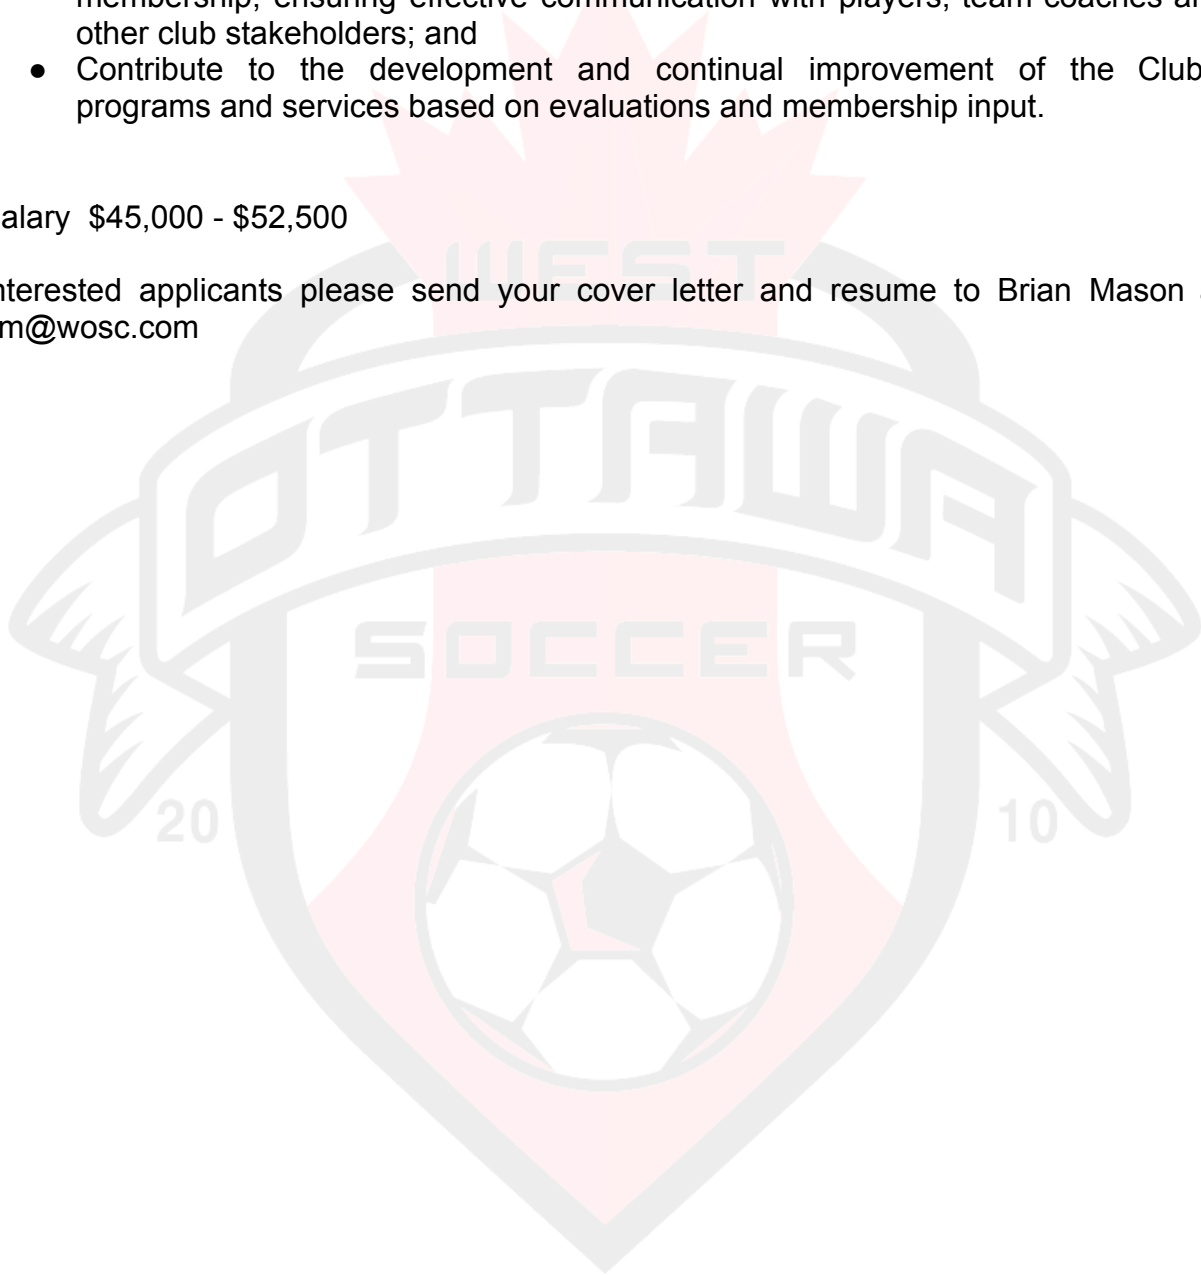 membership, ensuring effective communication with players, team coaches
other club stakeholders; and
● Contribute to the development and continual improvement of the Club
programs and services based on evaluations and membership input.
alary $45,000 - $52,500
nterested applicants please send your cover letter and resume to Brian Mason
m@wosc.com
WEST
OTTAWA
SOCCER
20 10